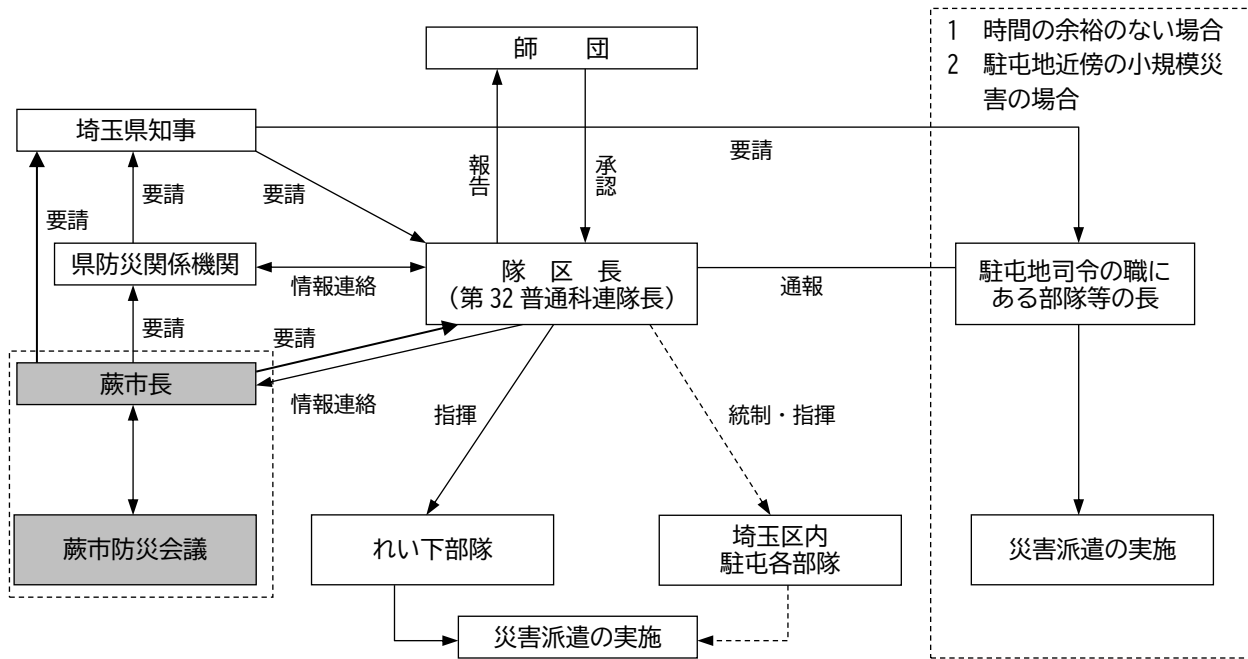 師　団
1　時間の余裕のない場合
2　駐屯地近傍の小規模災
害の場合
埼玉県知事
要請
報告
承認
要請
要請
要請
県防災関係機関
情報連絡
隊　区　長
（第 32 普通科連隊長）
通報
駐屯地司令の職に
ある部隊等の長
要請
要請
蕨市長
情報連絡
指揮
統制・指揮
蕨市防災会議
れい下部隊
埼玉区内
駐屯各部隊
災害派遣の実施
災害派遣の実施